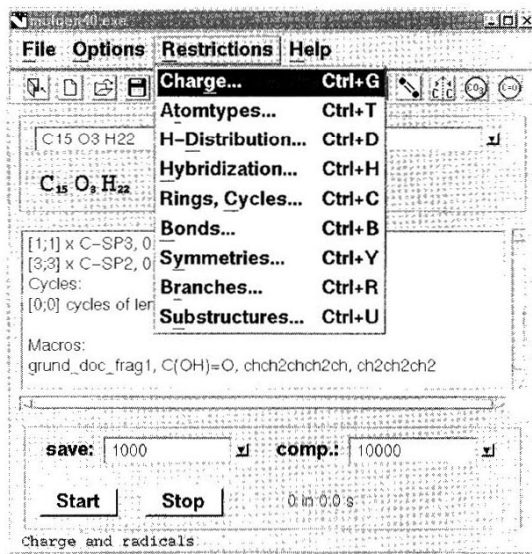 molgen40.exe
File Options Restrictions Help
Charge... Ctrl+G
Atomtypes... Ctrl+T
H-Distribution... Ctrl+D
Hybridization... Ctrl+H
Rings, Cycles... Ctrl+C
Bonds... Ctrl+B
Symmetries... Ctrl+Y
Branches... Ctrl+R
Substructures... Ctrl+U
C15 O3 H22
C₁₅ O₃ H₂₂
[1;1] x C-SP3, 0
[3;3] x C-SP2, 0
Cycles:
[0;0] cycles of len
Macros:
grund_doc_frag1, C(OH)=O, chch2chch2ch, ch2ch2ch2
save: 1000 comp.: 10000
Start Stop 0 in 0.0 s
Charge and radicals